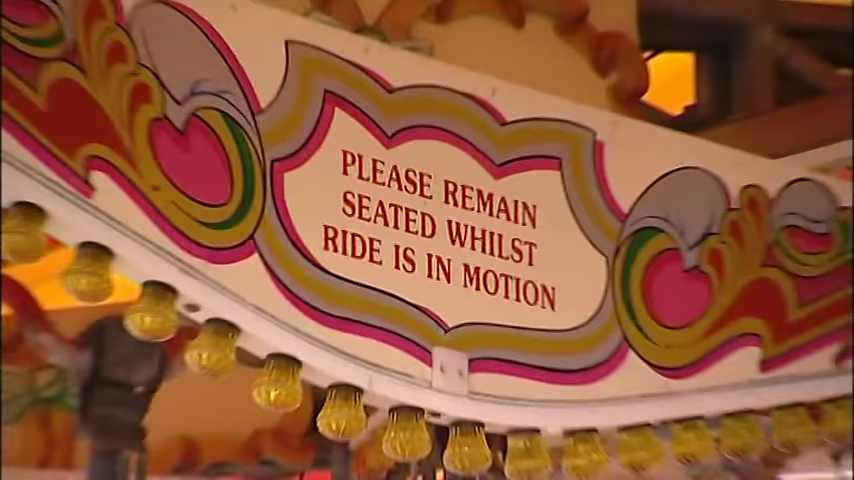 PLEASE REMAIN
SEATED WHILST
RIDE IS IN MOTION